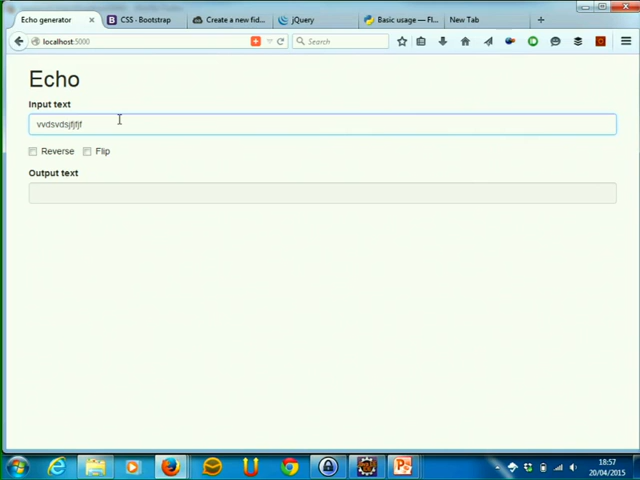 Echo generator
CSS · Bootstrap
Create a new fid...
jQuery
Basic usage — Fl...
New Tab
localhost:5000
Search
Echo
Input text
vvdsvdsjfjfjf
Reverse
Flip
Output text
18:57
20/04/2015